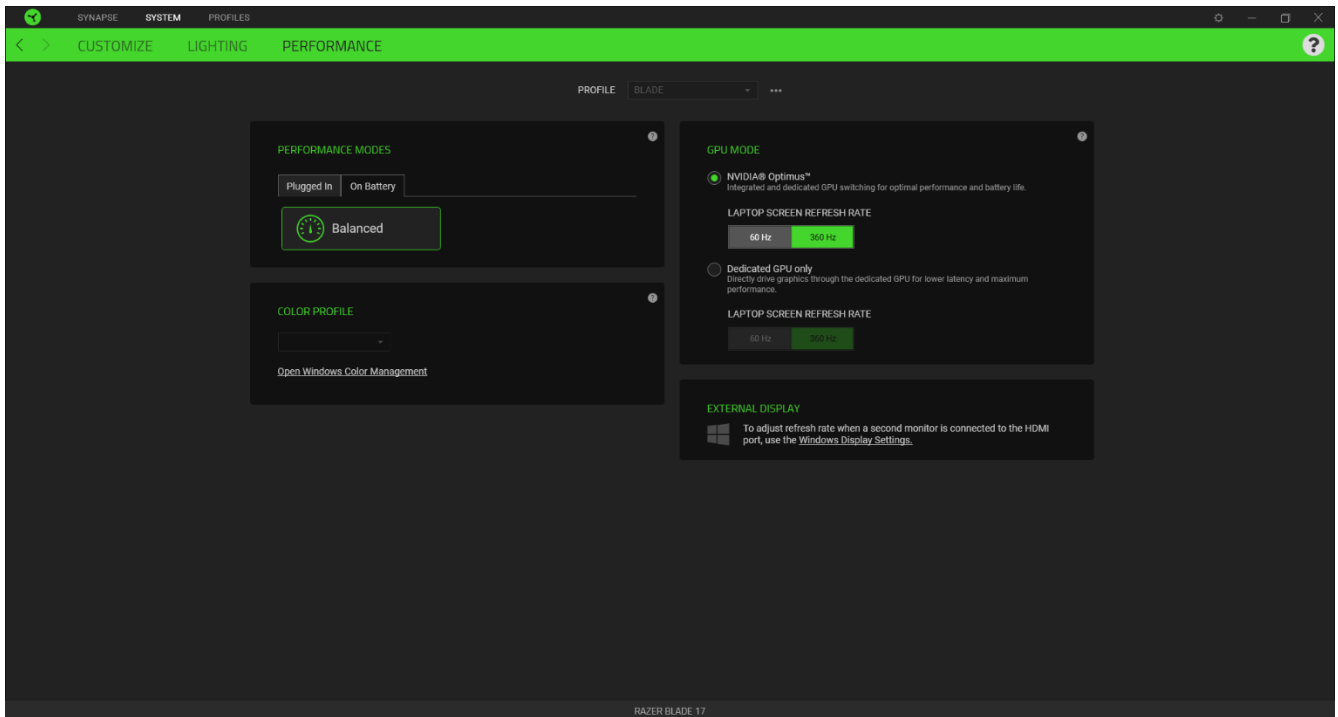 SYNAPSE SYSTEM PROFILES
CUSTOMIZE LIGHTING PERFORMANCE
?
PROFILE BLADE
PERFORMANCE MODES
?
Plugged In On Battery
Balanced
COLOR PROFILE
?
Open Windows Color Management
GPU MODE
?
NVIDIA® Optimus™
Integrated and dedicated GPU switching for optimal performance and battery life.
LAPTOP SCREEN REFRESH RATE
60 Hz 360 Hz
Dedicated GPU only
Directly drive graphics through the dedicated GPU for lower latency and maximum
performance.
LAPTOP SCREEN REFRESH RATE
60 Hz 360 Hz
EXTERNAL DISPLAY
To adjust refresh rate when a second monitor is connected to the HDMI
port, use the Windows Display Settings.
RAZER BLADE 17